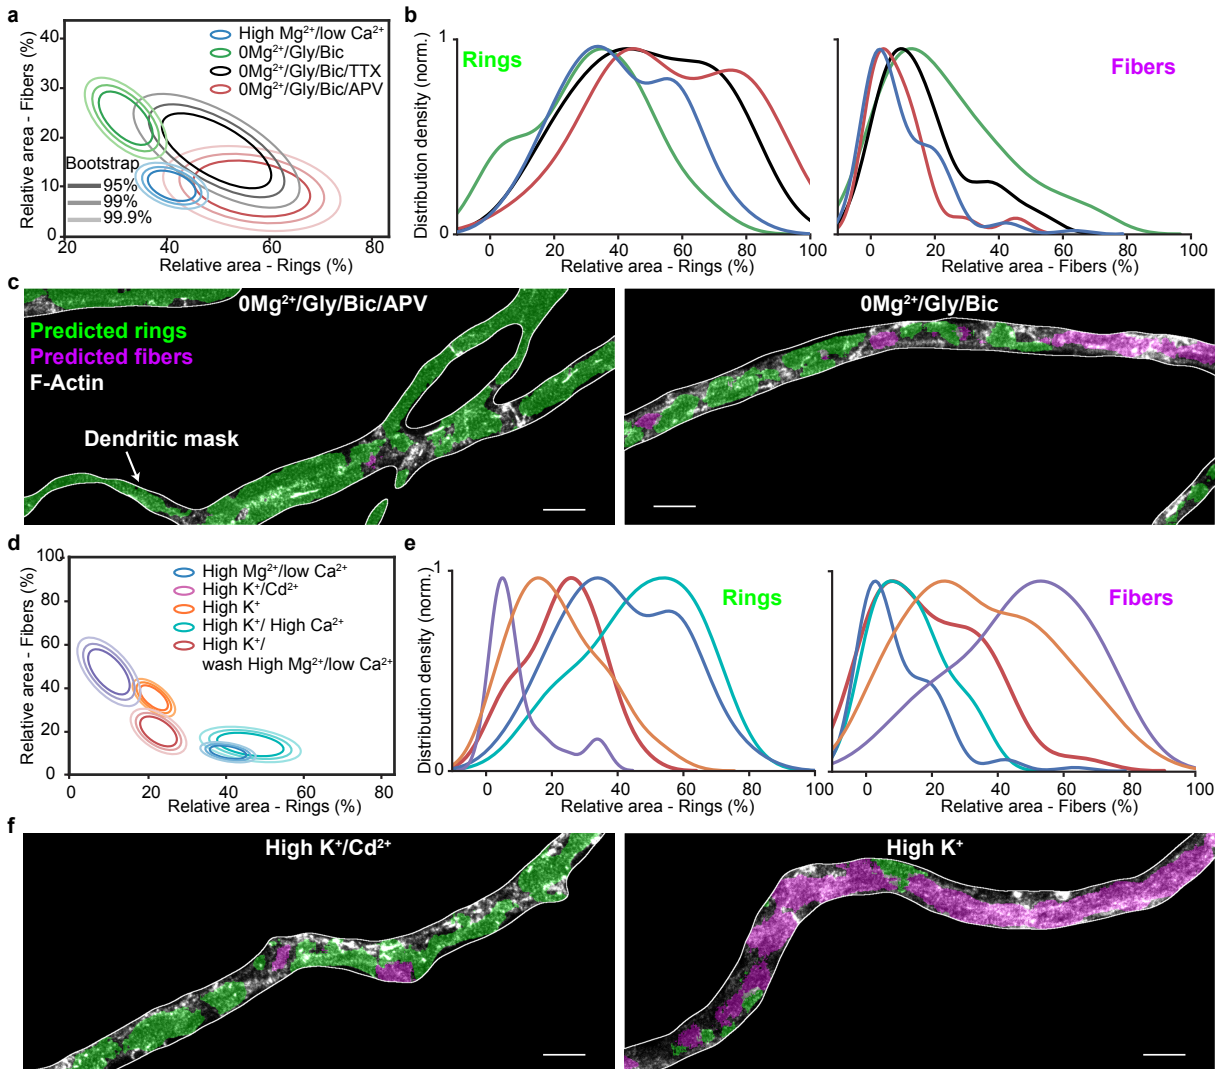 a
Relative area - Fibers (%)
40
30
20
10
0
High Mg²⁺/low Ca²⁺
0Mg²⁺/Gly/Bic
0Mg²⁺/Gly/Bic/TTX
0Mg²⁺/Gly/Bic/APV
Bootstrap
95%
99%
99.9%
20 40 60 80
Relative area - Rings (%)
b
Distribution density (norm.)
1
0
Rings
0 20 40 60 80 100
Relative area - Rings (%)
Fibers
0 20 40 60 80 100
Relative area - Fibers (%)
c
0Mg²⁺/Gly/Bic/APV
Predicted rings
Predicted fibers
F-Actin
Dendritic mask
0Mg²⁺/Gly/Bic
d
Relative area - Fibers (%)
100
80
60
40
20
0
High Mg²⁺/low Ca²⁺
High K⁺/Cd²⁺
High K⁺
High K⁺/ High Ca²⁺
High K⁺/
wash High Mg²⁺/low Ca²⁺
0 20 40 60 80
Relative area - Rings (%)
e
Distribution density (norm.)
1
0
Rings
0 20 40 60 80 100
Relative area - Rings (%)
Fibers
0 20 40 60 80 100
Relative area - Fibers (%)
f
High K⁺/Cd²⁺
High K⁺